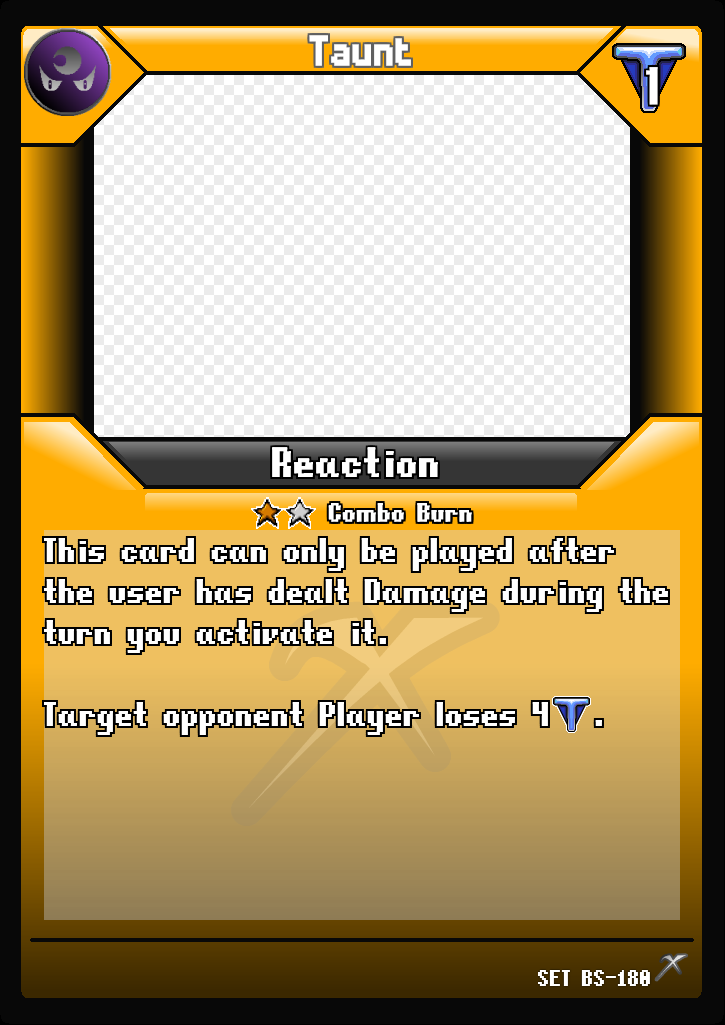 Taunt
T
1
Reaction
Combo Burn
This card can only be played after
the user has dealt Damage during the
turn you activate it.
Target opponent Player loses 4T.
SET BS-180